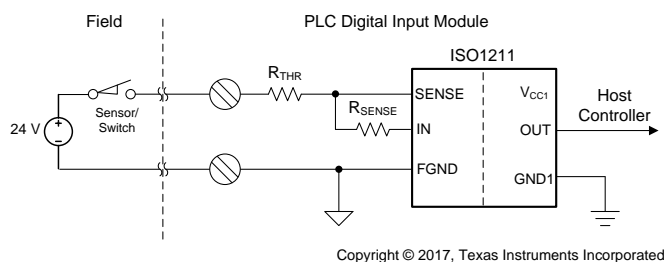 Field
PLC Digital Input Module
ISO1211
RTHR
SENSE
VCC1
Host
Controller
Sensor/
Switch
RSENSE
24 V
IN
OUT
FGND
GND1
Copyright © 2017, Texas Instruments Incorporated